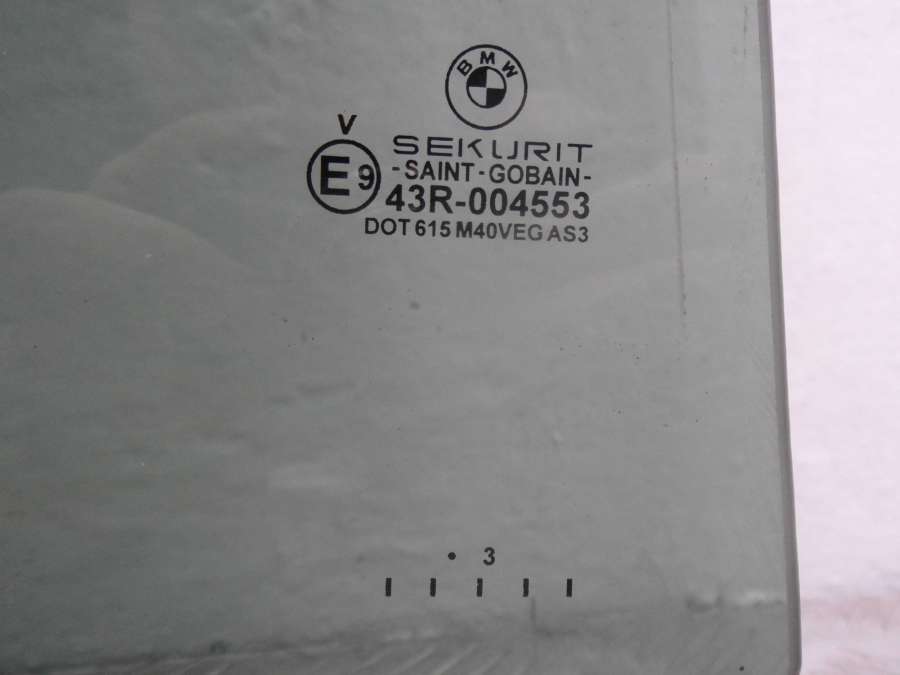 BMW
V
SEKURIT
E9
-SAINT-GOBAIN-
43R-004553
DOT 615 M40VEG AS3
• 3